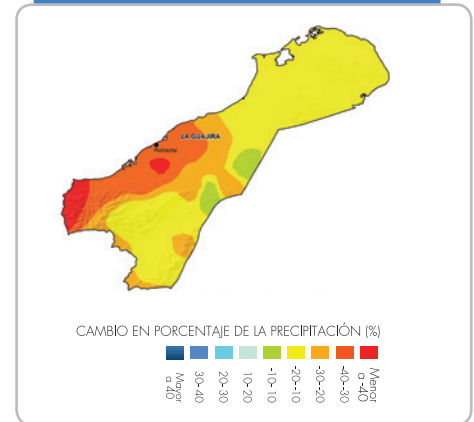 LA GUAJIRA
Riohacha
CAMBIO EN PORCENTAJE DE LA PRECIPITACIÓN (%)
Mayor a 40
30-40
20-30
10-20
-10-10
-20--10
-30-20
-40-30
Menor a -40